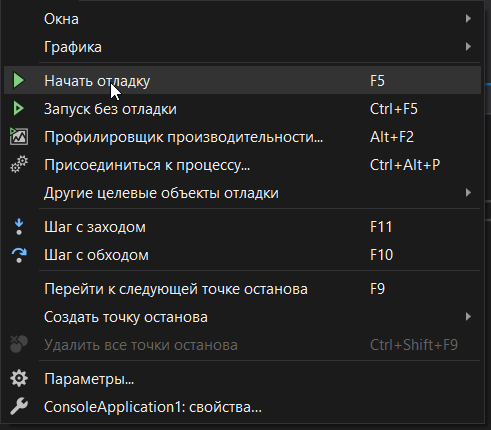 Окна
Графика
Начать отладку F5
Запуск без отладки Ctrl+F5
Профилировщик производительности... Alt+F2
Присоединиться к процессу... Ctrl+Alt+P
Другие целевые объекты отладки
Шаг с заходом F11
Шаг с обходом F10
Перейти к следующей точке останова F9
Создать точку останова
Удалить все точки останова Ctrl+Shift+F9
Параметры...
ConsoleApplication1: свойства...